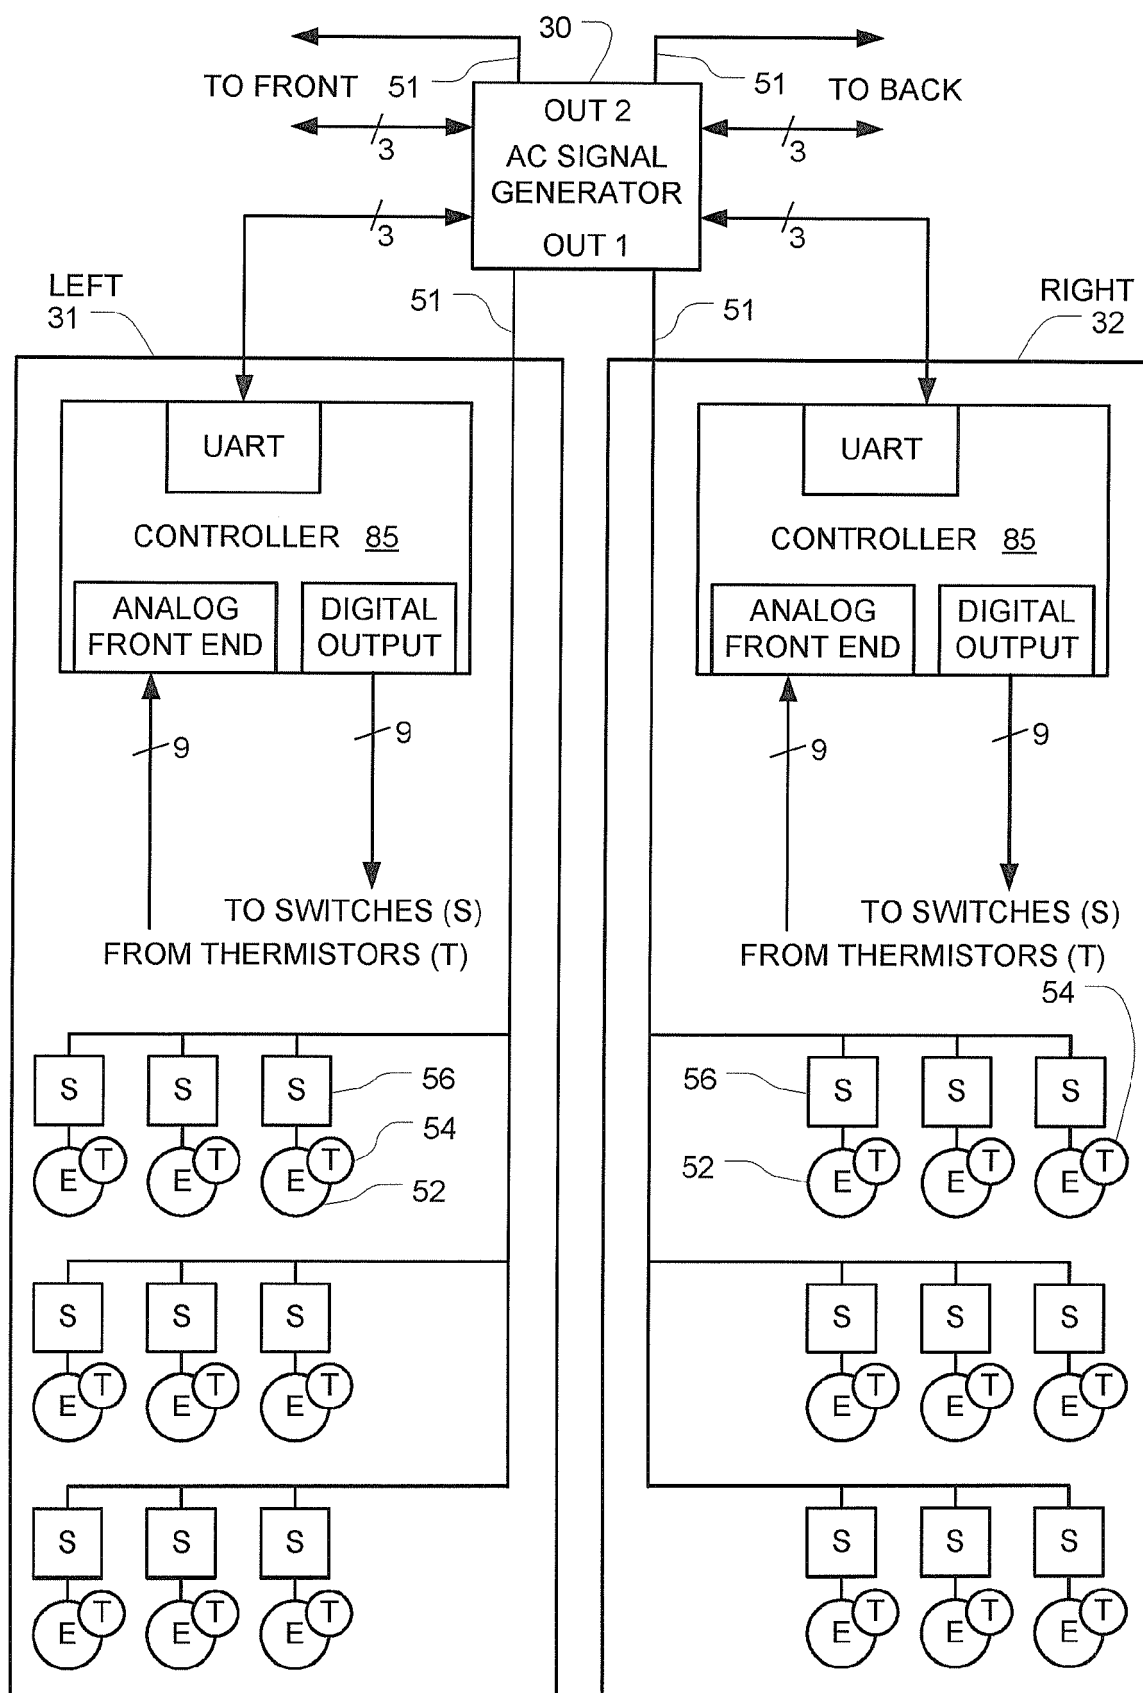 30
TO FRONT
51
51
TO BACK
OUT 2
3
3
AC SIGNAL
GENERATOR
3
3
OUT 1
LEFT
31
51
51
RIGHT
32
UART
UART
CONTROLLER 85
CONTROLLER 85
ANALOG
FRONT END
DIGITAL
OUTPUT
ANALOG
FRONT END
DIGITAL
OUTPUT
9
9
9
9
TO SWITCHES (S)
FROM THERMISTORS (T)
TO SWITCHES (S)
FROM THERMISTORS (T)
54
S S S 56
56 S S S
T T T 54
T T T
E E E 52
52 E E E
S S S
S S S
T T T
T T T
E E E
E E E
S S S
S S S
T T T
T T T
E E E
E E E